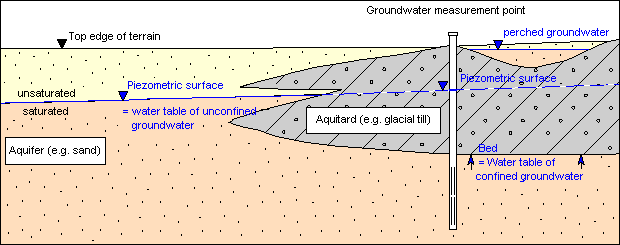 Groundwater measurement point
Top edge of terrain
perched groundwater
unsaturated
Piezometric surface
Piezometric surface
saturated
= water table of unconfined
groundwater
Aquitard (e.g. glacial till)
Aquifer (e.g. sand)
Bed
= Water table of
confined groundwater